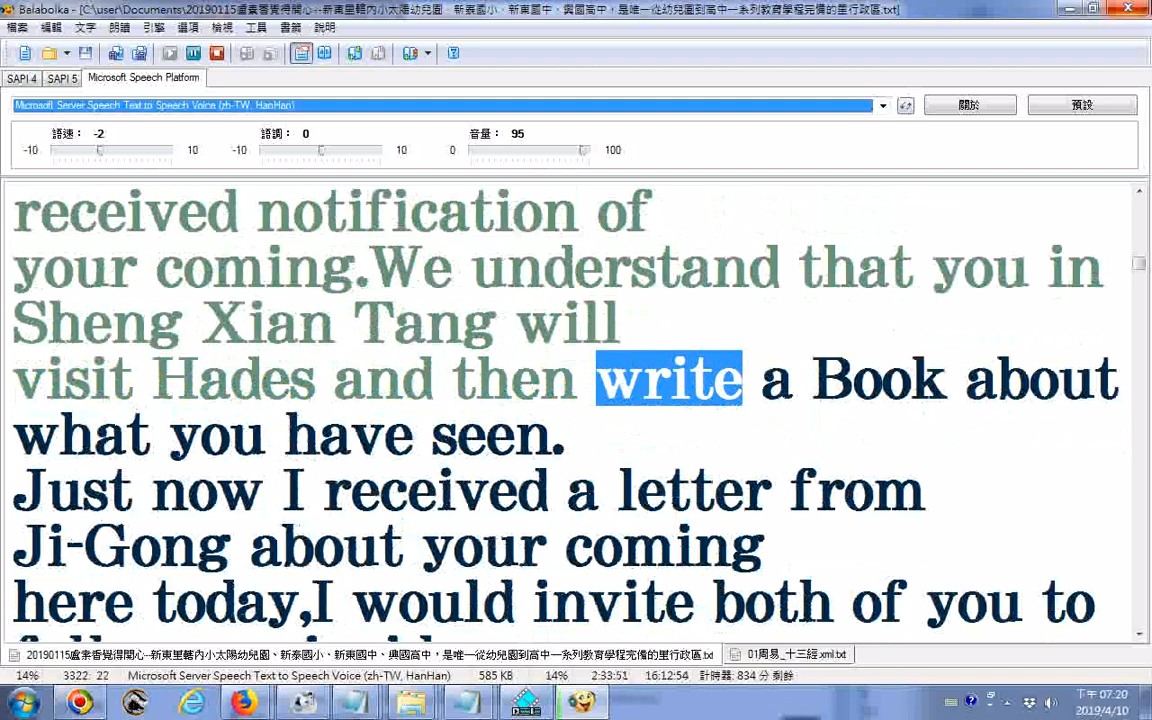 Balabolka - [C:\user\Documents\20190115盧素香覺得開心--新東里轄內小太陽幼兒園、新泰國小、新東國中、興國高中，是唯一從幼兒園到高中一系列教育學程完備的里行政區.txt]
檔案 編輯 文字 朗讀 引擎 選項 檢視 工具 書籤 說明
SAPI 4 SAPI 5 Microsoft Speech Platform
Microsoft Server Speech Text to Speech Voice (zh-TW, HanHan) 關於 預設
語速： -2 語調： 0 音量： 95
-10 10 -10 10 0 100
received notification of
your coming.We understand that you in
Sheng Xian Tang will
visit Hades and then write a Book about
what you have seen.
Just now I received a letter from
Ji-Gong about your coming
here today,I would invite both of you to
20190115盧素香覺得開心--新東里轄內小太陽幼兒園、新泰國小、新東國中、興國高中，是唯一從幼兒園到高中一系列教育學程完備的里行政區.txt 01周易_十三經.xml.txt
14% 3322: 22 Microsoft Server Speech Text to Speech Voice (zh-TW, HanHan) 585 KB 14% 2:33:51 16:12:54 計時器: 834 分 剩餘
下午 07:20
2019/4/10